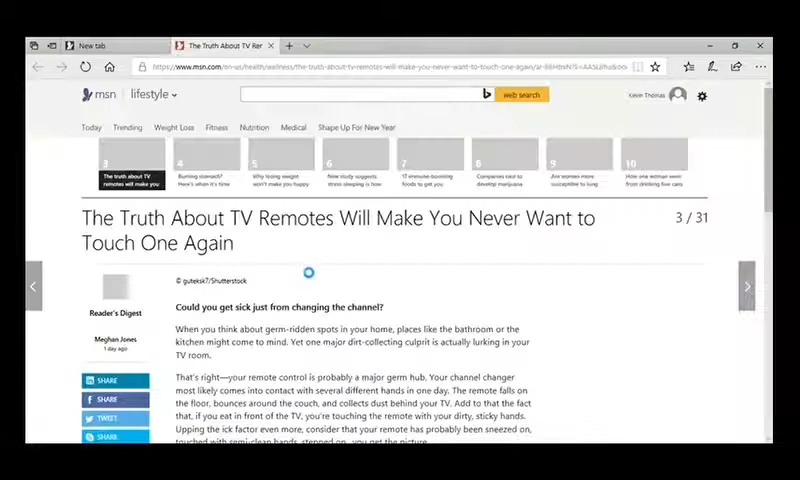 New tab
The Truth About TV Rer
https://www.msn.com/en-us/health/wellness/the-truth-about-tv-remotes-will-make-you-never-want-to-touch-one-again/
msn lifestyle
web search
Kevin Thomas
Today Trending Weight Loss Fitness Nutrition Medical Shape Up For New Year
3 4 5 6 7 8 9 10
The truth about TV remotes will make you
Burning stomach? Here's when it's time
Why losing weight won't make you happy
New study suggests stress sleeping is how
17 immune-boosting foods to get you
Companies race to develop marijuana
Are women more susceptible to lung
How one woman went from drinking five cans
The Truth About TV Remotes Will Make You Never Want to
Touch One Again
3 / 31
© guteksk7/Shutterstock
Reader's Digest
Meghan Jones
1 day ago
SHARE
SHARE
TWEET
SHARE
Could you get sick just from changing the channel?
When you think about germ-ridden spots in your home, places like the bathroom or the
kitchen might come to mind. Yet one major dirt-collecting culprit is actually lurking in your
TV room.
That's right—your remote control is probably a major germ hub. Your channel changer
most likely comes into contact with several different hands in one day. The remote falls on
the floor, bounces around the couch, and collects dust behind your TV. Add to that the fact
that, if you eat in front of the TV, you're touching the remote with your dirty, sticky hands.
Upping the ick factor even more, consider that your remote has probably been sneezed on,
touched with semi-clean hands, stepped on...you get the picture.